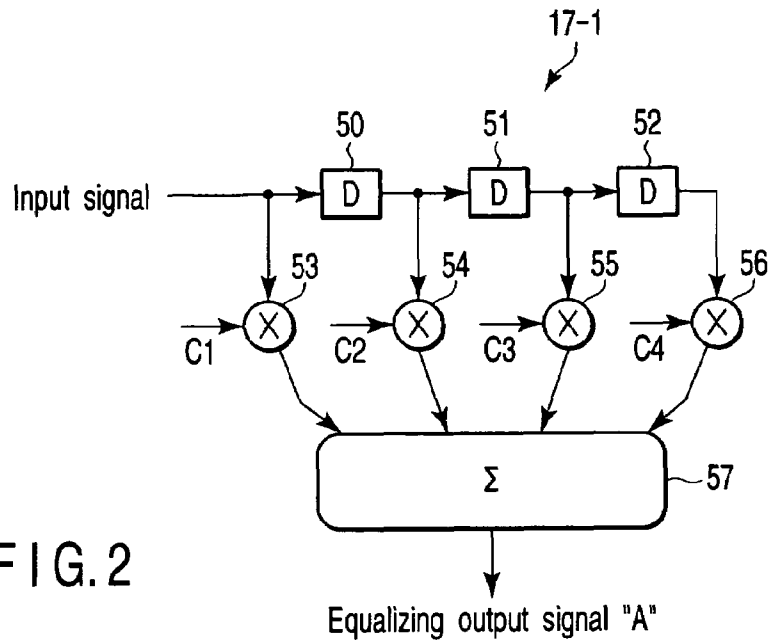 17-1
50 51 52
Input signal D D D
53 54 55 56
X X X X
C1 C2 C3 C4
Σ 57
FIG.2
Equalizing output signal "A"